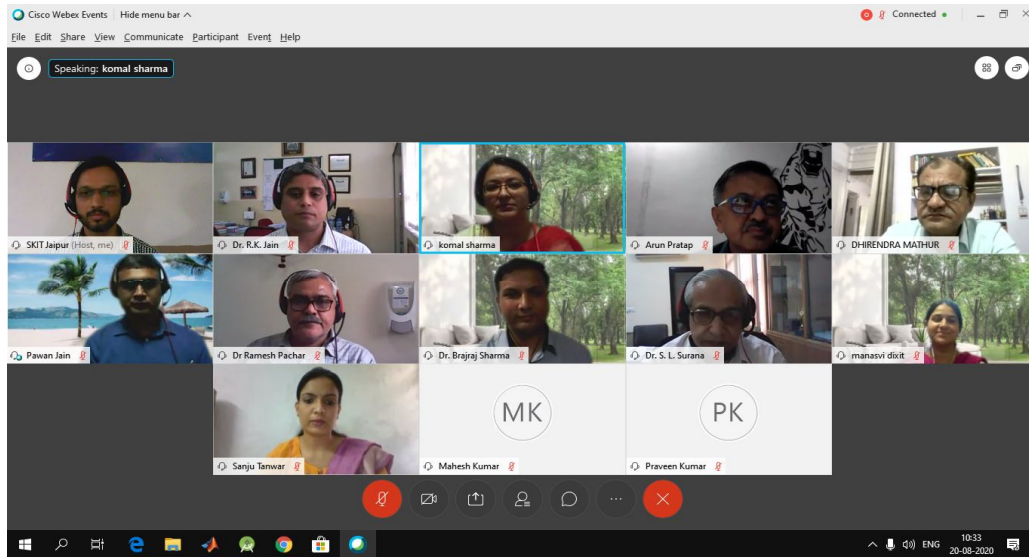 Cisco Webex Events Hide menu bar
Connected
File Edit Share View Communicate Participant Event Help
Speaking: komal sharma
SKIT Jaipur (Host, me)
Dr. R.K. Jain
komal sharma
Arun Pratap
DHIRENDRA MATHUR
Pawan Jain
Dr Ramesh Pachar
Dr. Brajraj Sharma
Dr. S. L. Surana
manasvi dixit
Sanju Tanwar
MK
Mahesh Kumar
PK
Praveen Kumar
ENG
10:33
20-08-2020